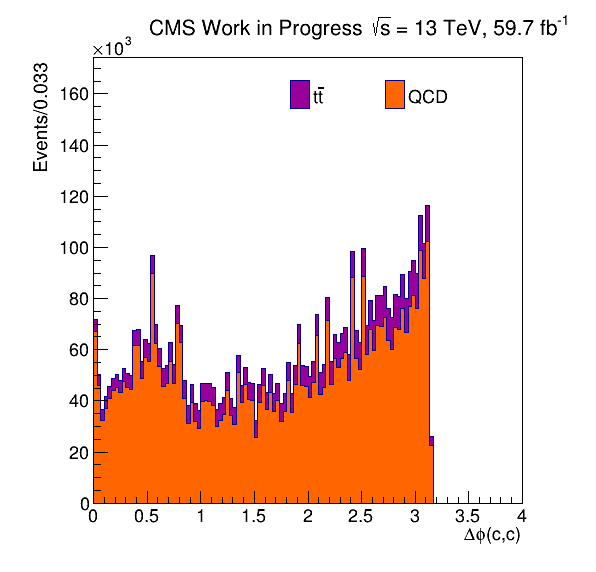 CMS Work in Progress √s = 13 TeV, 59.7 fb⁻¹
×10³
Events/0.033
160
140
120
100
80
60
40
20
0
tt̄
QCD
0 0.5 1 1.5 2 2.5 3 3.5 4
Δϕ(c,c)